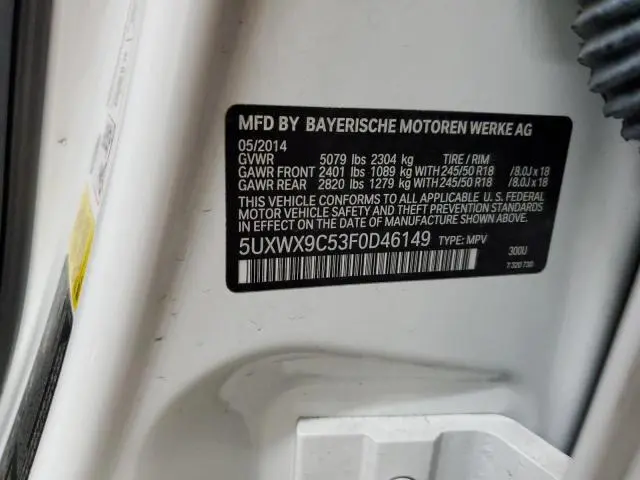 MFD BY BAYERISCHE MOTOREN WERKE AG
05/2014
GVWR 5079 lbs 2304 kg TIRE / RIM
GAWR FRONT 2401 lbs 1089 kg WITH 245/50 R18 /8.0J x 18
GAWR REAR 2820 lbs 1279 kg WITH 245/50 R18 /8.0J x 18
THIS VEHICLE CONFORMS TO ALL APPLICABLE U.S. FEDERAL
MOTOR VEHICLE SAFETY AND THEFT PREVENTION STANDARDS
IN EFFECT ON THE DATE OF MANUFACTURE SHOWN ABOVE.
5UXWX9C53F0D46149 TYPE: MPV
300U
7 320 730